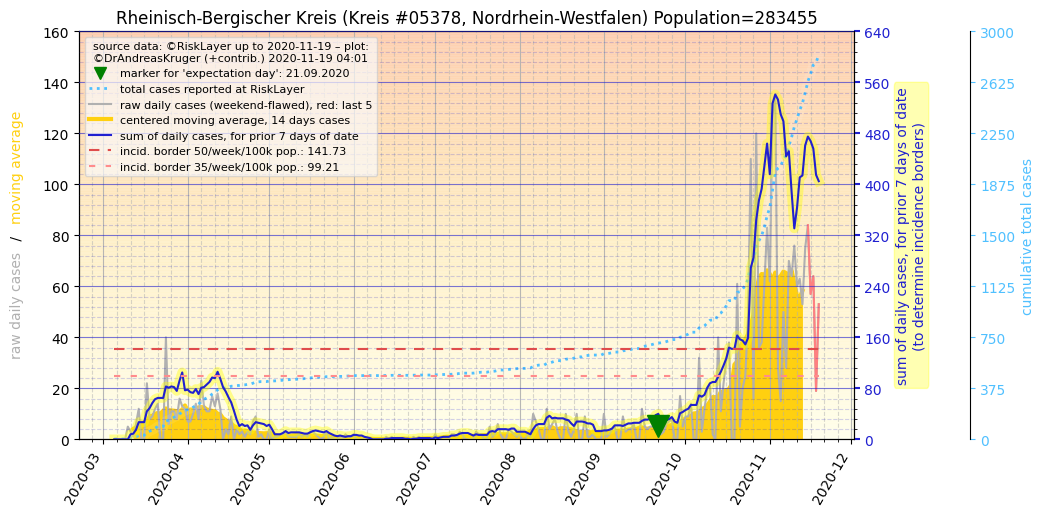 Rheinisch-Bergischer Kreis (Kreis #05378, Nordrhein-Westfalen) Population=283455
source data: ©RiskLayer up to 2020-11-19 – plot:
©DrAndreasKruger (+contrib.) 2020-11-19 04:01
marker for 'expectation day': 21.09.2020
total cases reported at RiskLayer
raw daily cases (weekend-flawed), red: last 5
centered moving average, 14 days cases
sum of daily cases, for prior 7 days of date
incid. border 50/week/100k pop.: 141.73
incid. border 35/week/100k pop.: 99.21
raw daily cases / moving average
160
140
120
100
80
60
40
20
0
640
560
480
400
320
240
160
80
0
sum of daily cases, for prior 7 days of date
(to determine incidence borders)
3000
2625
2250
1875
1500
1125
750
375
0
cumulative total cases
2020-03
2020-04
2020-05
2020-06
2020-07
2020-08
2020-09
2020-10
2020-11
2020-12